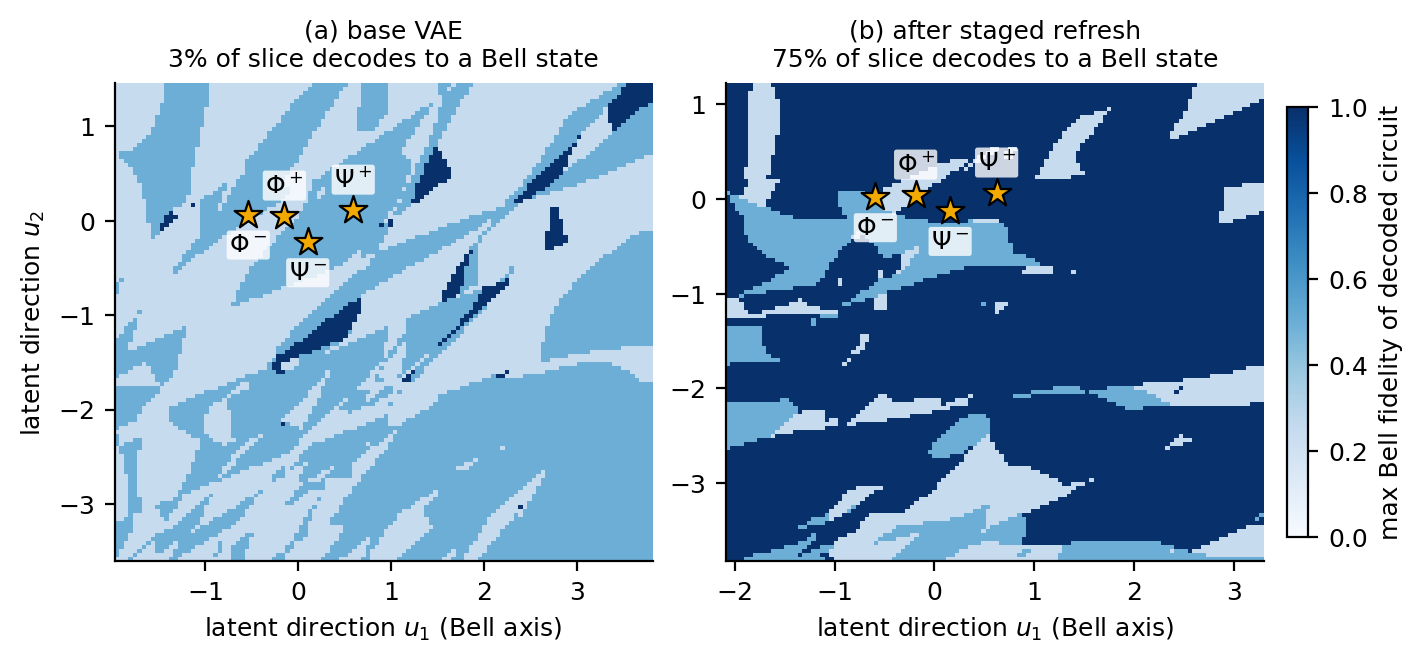 (a) base VAE
3% of slice decodes to a Bell state
1
0
−1
−2
−3
−1
0
1
2
3
latent direction u₂
latent direction u₁ (Bell axis)
Φ⁺
Ψ⁺
Φ⁻
Ψ⁻
(b) after staged refresh
75% of slice decodes to a Bell state
1
0
−1
−2
−3
−2
−1
0
1
2
3
latent direction u₁ (Bell axis)
Φ⁺
Ψ⁺
Φ⁻
Ψ⁻
1.0
0.8
0.6
0.4
0.2
0.0
max Bell fidelity of decoded circuit